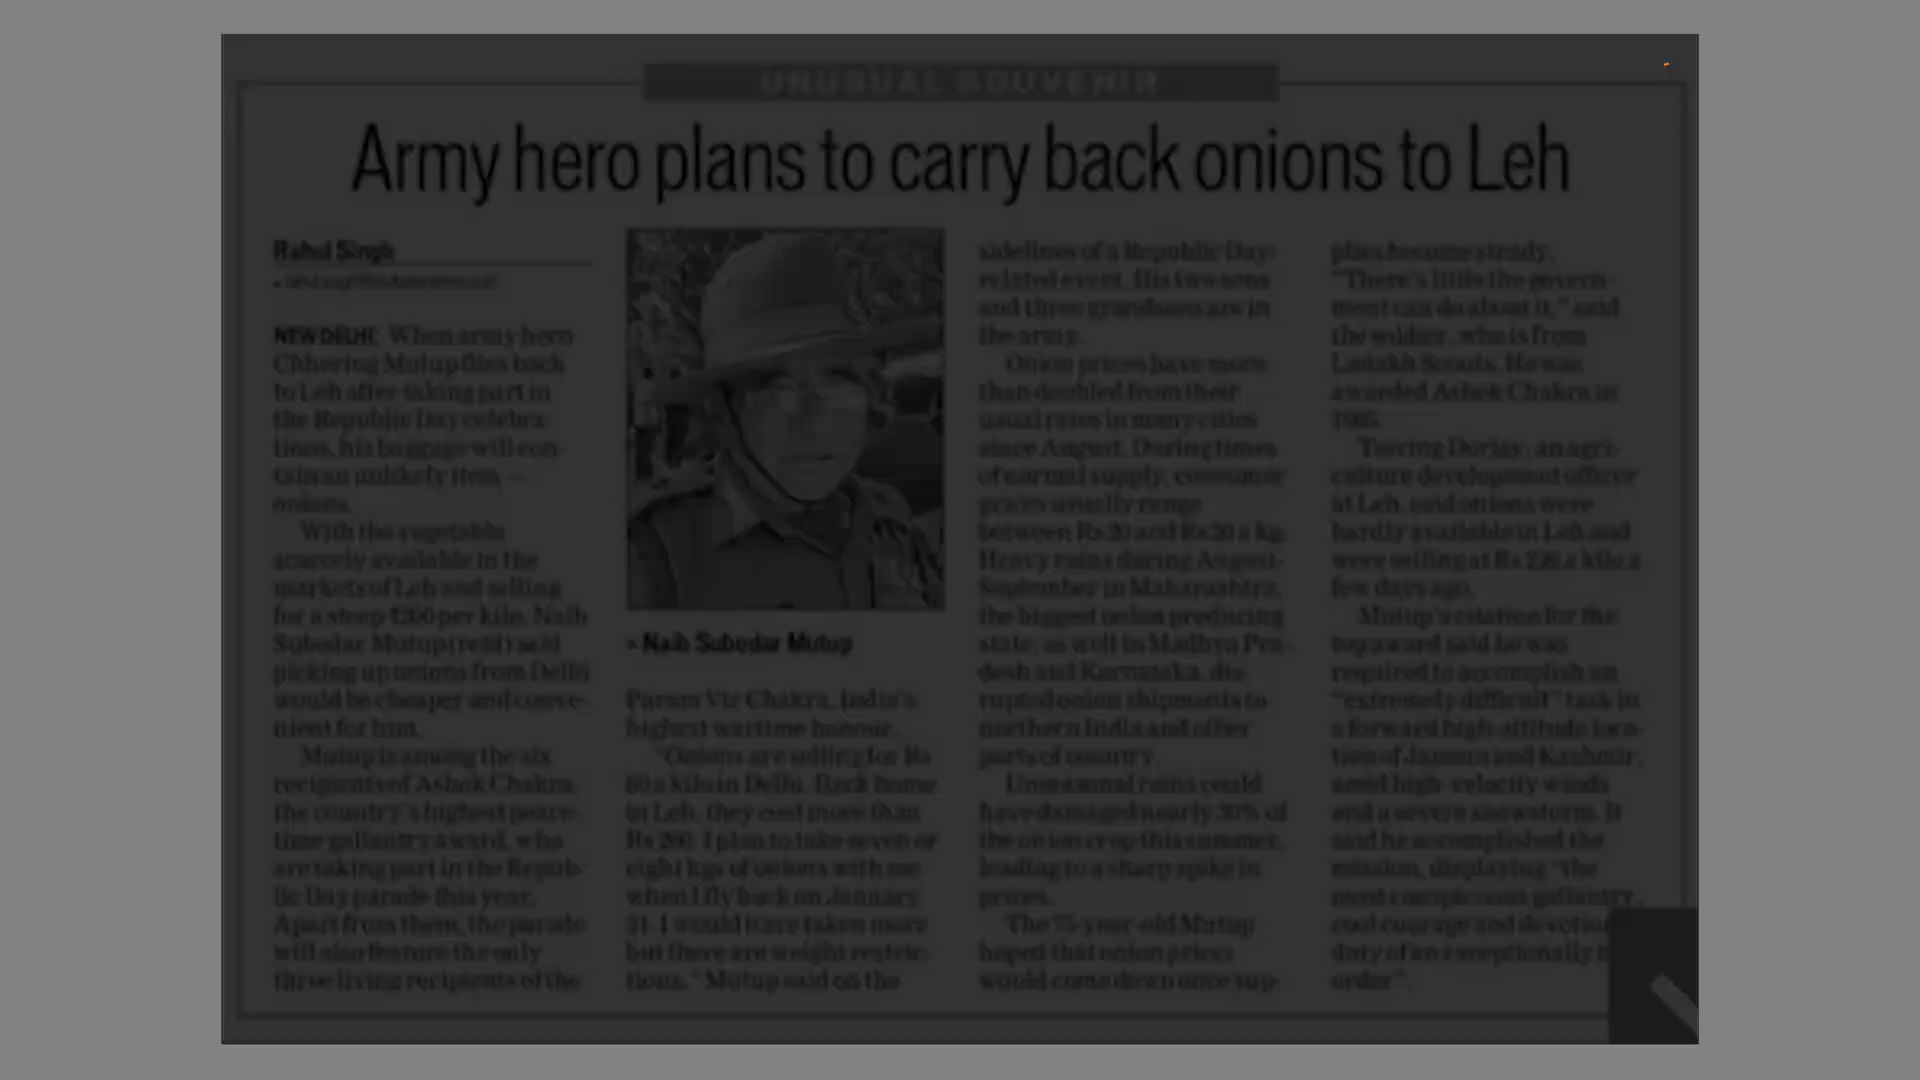 UNUSUAL SOUVENIR
Army hero plans to carry back onions to Leh
Rahul Singh
NEW DELHI: When army hero
Chhering Mutup flies back
to Leh after taking part in
the Republic Day celebra-
tions, his baggage will con-
tain an unlikely item —
onions.
With the vegetable
scarcely available in the
markets of Leh and selling
for a steep ₹200 per kilo, Naib
Subedar Mutup (retd) said
picking up onions from Delhi
would be cheaper and conve-
nient for him.
Mutup is among the six
recipients of Ashok Chakra,
the country's highest peace-
time gallantry award, who
are taking part in the Repub-
lic Day parade this year.
Apart from them, the parade
will also feature the only
three living recipients of the
» Naib Subedar Mutup
Param Vir Chakra, India's
highest wartime honour.
"Onions are selling for Rs
60 a kilo in Delhi. Back home
in Leh, they cost more than
Rs 200. I plan to take seven or
eight kgs of onions with me
when I fly back on January
31. I would have taken more
but there are weight restric-
tions," Mutup said on the
sidelines of a Republic Day-
related event. His two sons
and three grandsons are in
the army.
Onion prices have more
than doubled from their
usual rates in many cities
since August. During times
of normal supply, consumer
prices usually range
between Rs 20 and Rs 30 a kg.
Heavy rains during August-
September in Maharashtra,
the biggest onion producing
state, as well in Madhya Pra-
desh and Karnataka, dis-
rupted onion shipments to
northern India and other
parts of country.
Unseasonal rains could
have damaged nearly 30% of
the onion crop this summer,
leading to a sharp spike in
prices.
The 75-year-old Mutup
hoped that onion prices
would come down once sup-
plies become steady.
"There's little the govern-
ment can do about it," said
the soldier, who is from
Ladakh Scouts. He was
awarded Ashok Chakra in
1985.
Tsering Dorjay, an agri-
culture development officer
at Leh, said onions were
hardly available in Leh and
were selling at Rs 220 a kilo a
few days ago.
Mutup's citation for the
top award said he was
required to accomplish an
"extremely difficult" task in
a forward high-altitude loca-
tion of Jammu and Kashmir,
amid high-velocity winds
and a severe snowstorm. It
said he accomplished the
mission, displaying "the
most conspicuous gallantry,
cool courage and devotion
duty of an exceptionally
order".